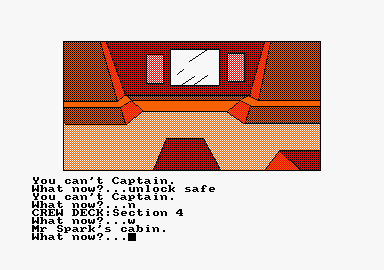 You can't Captain.
What now?...unlock safe
You can't Captain.
What now?...n
CREW DECK:Section 4
What now?...w
Mr Spark's cabin.
What now?...